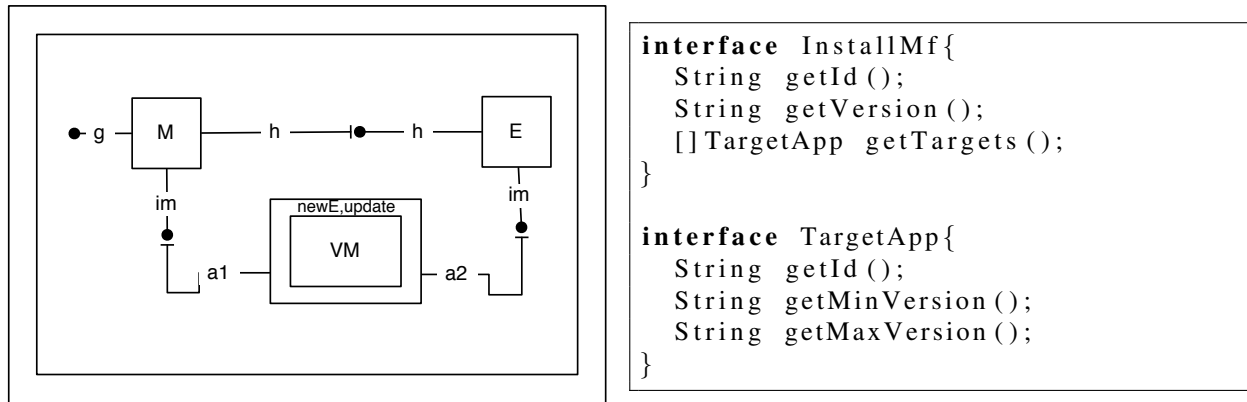 g
M
h
h
E
im
im
newE,update
VM
a1
a2
interface InstallMf{
String getId();
String getVersion();
[]TargetApp getTargets();
}
interface TargetApp{
String getId();
String getMinVersion();
String getMaxVersion();
}